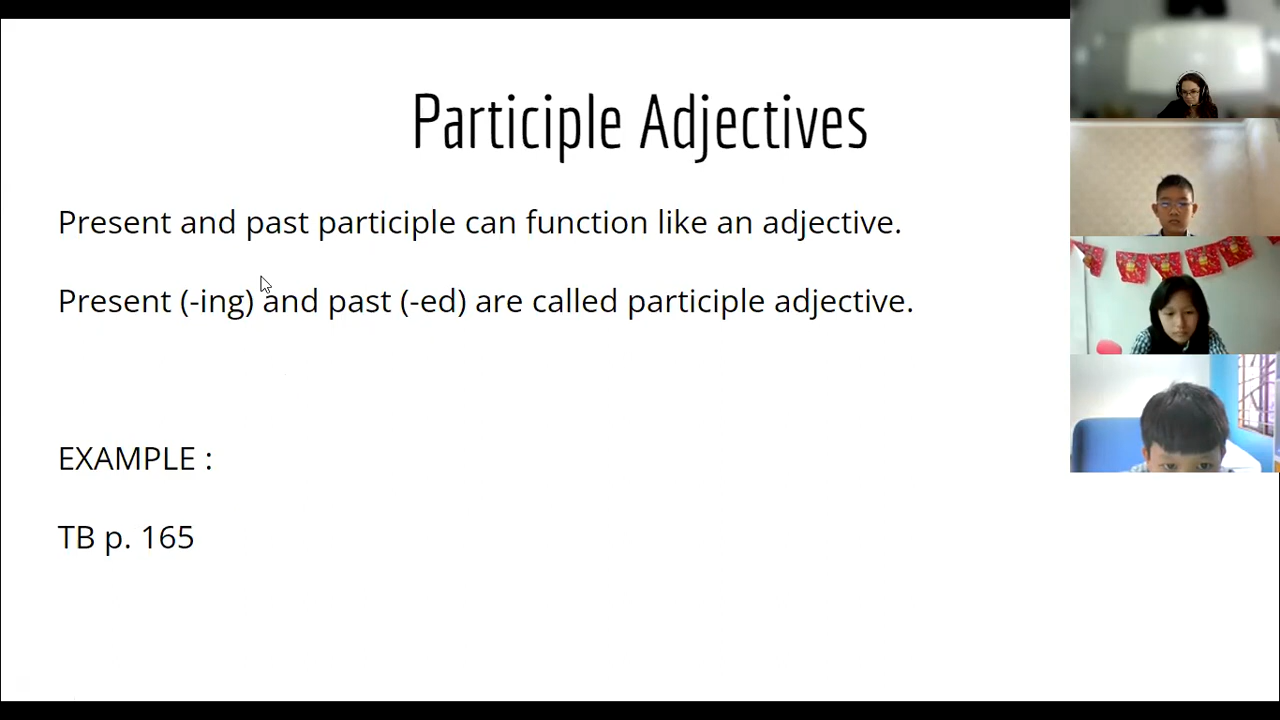 Participle Adjectives
Present and past participle can function like an adjective.
Present (-ing) and past (-ed) are called participle adjective.
EXAMPLE :
TB p. 165